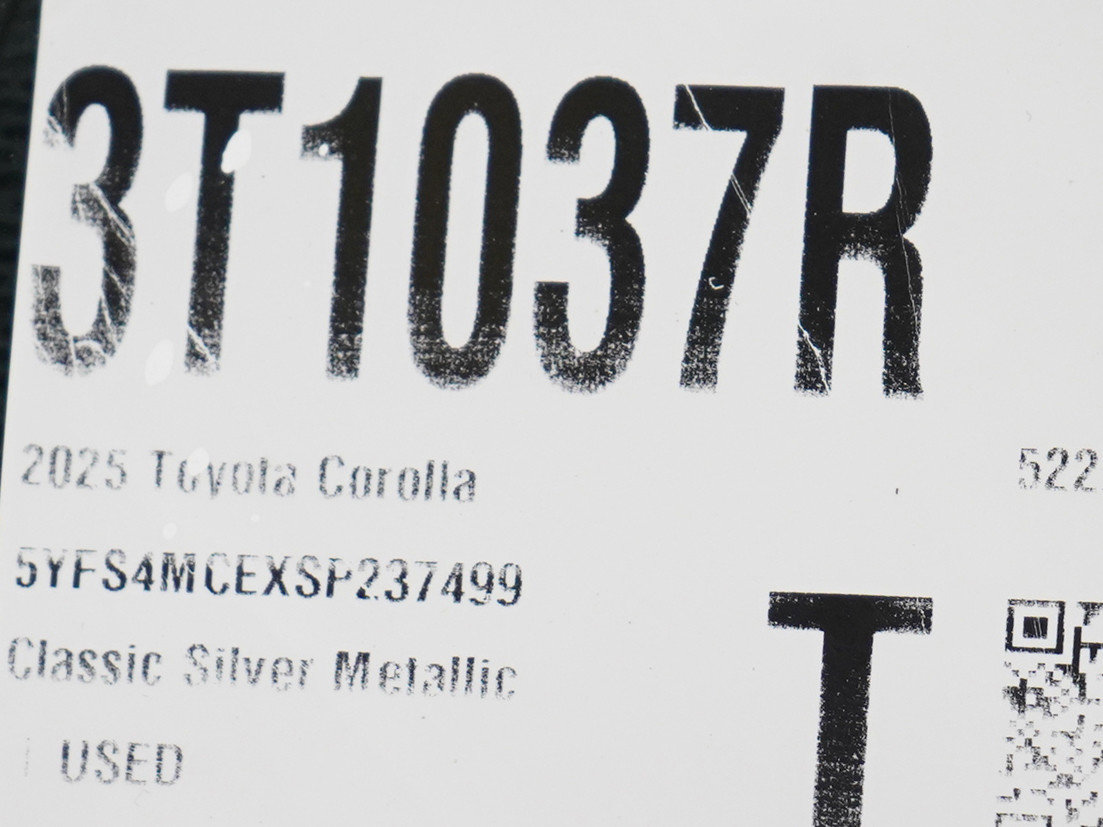 3T1037R
2025 Toyota Corolla
522
5YFS4MCEXSP237499
T
Classic Silver Metallic
USED